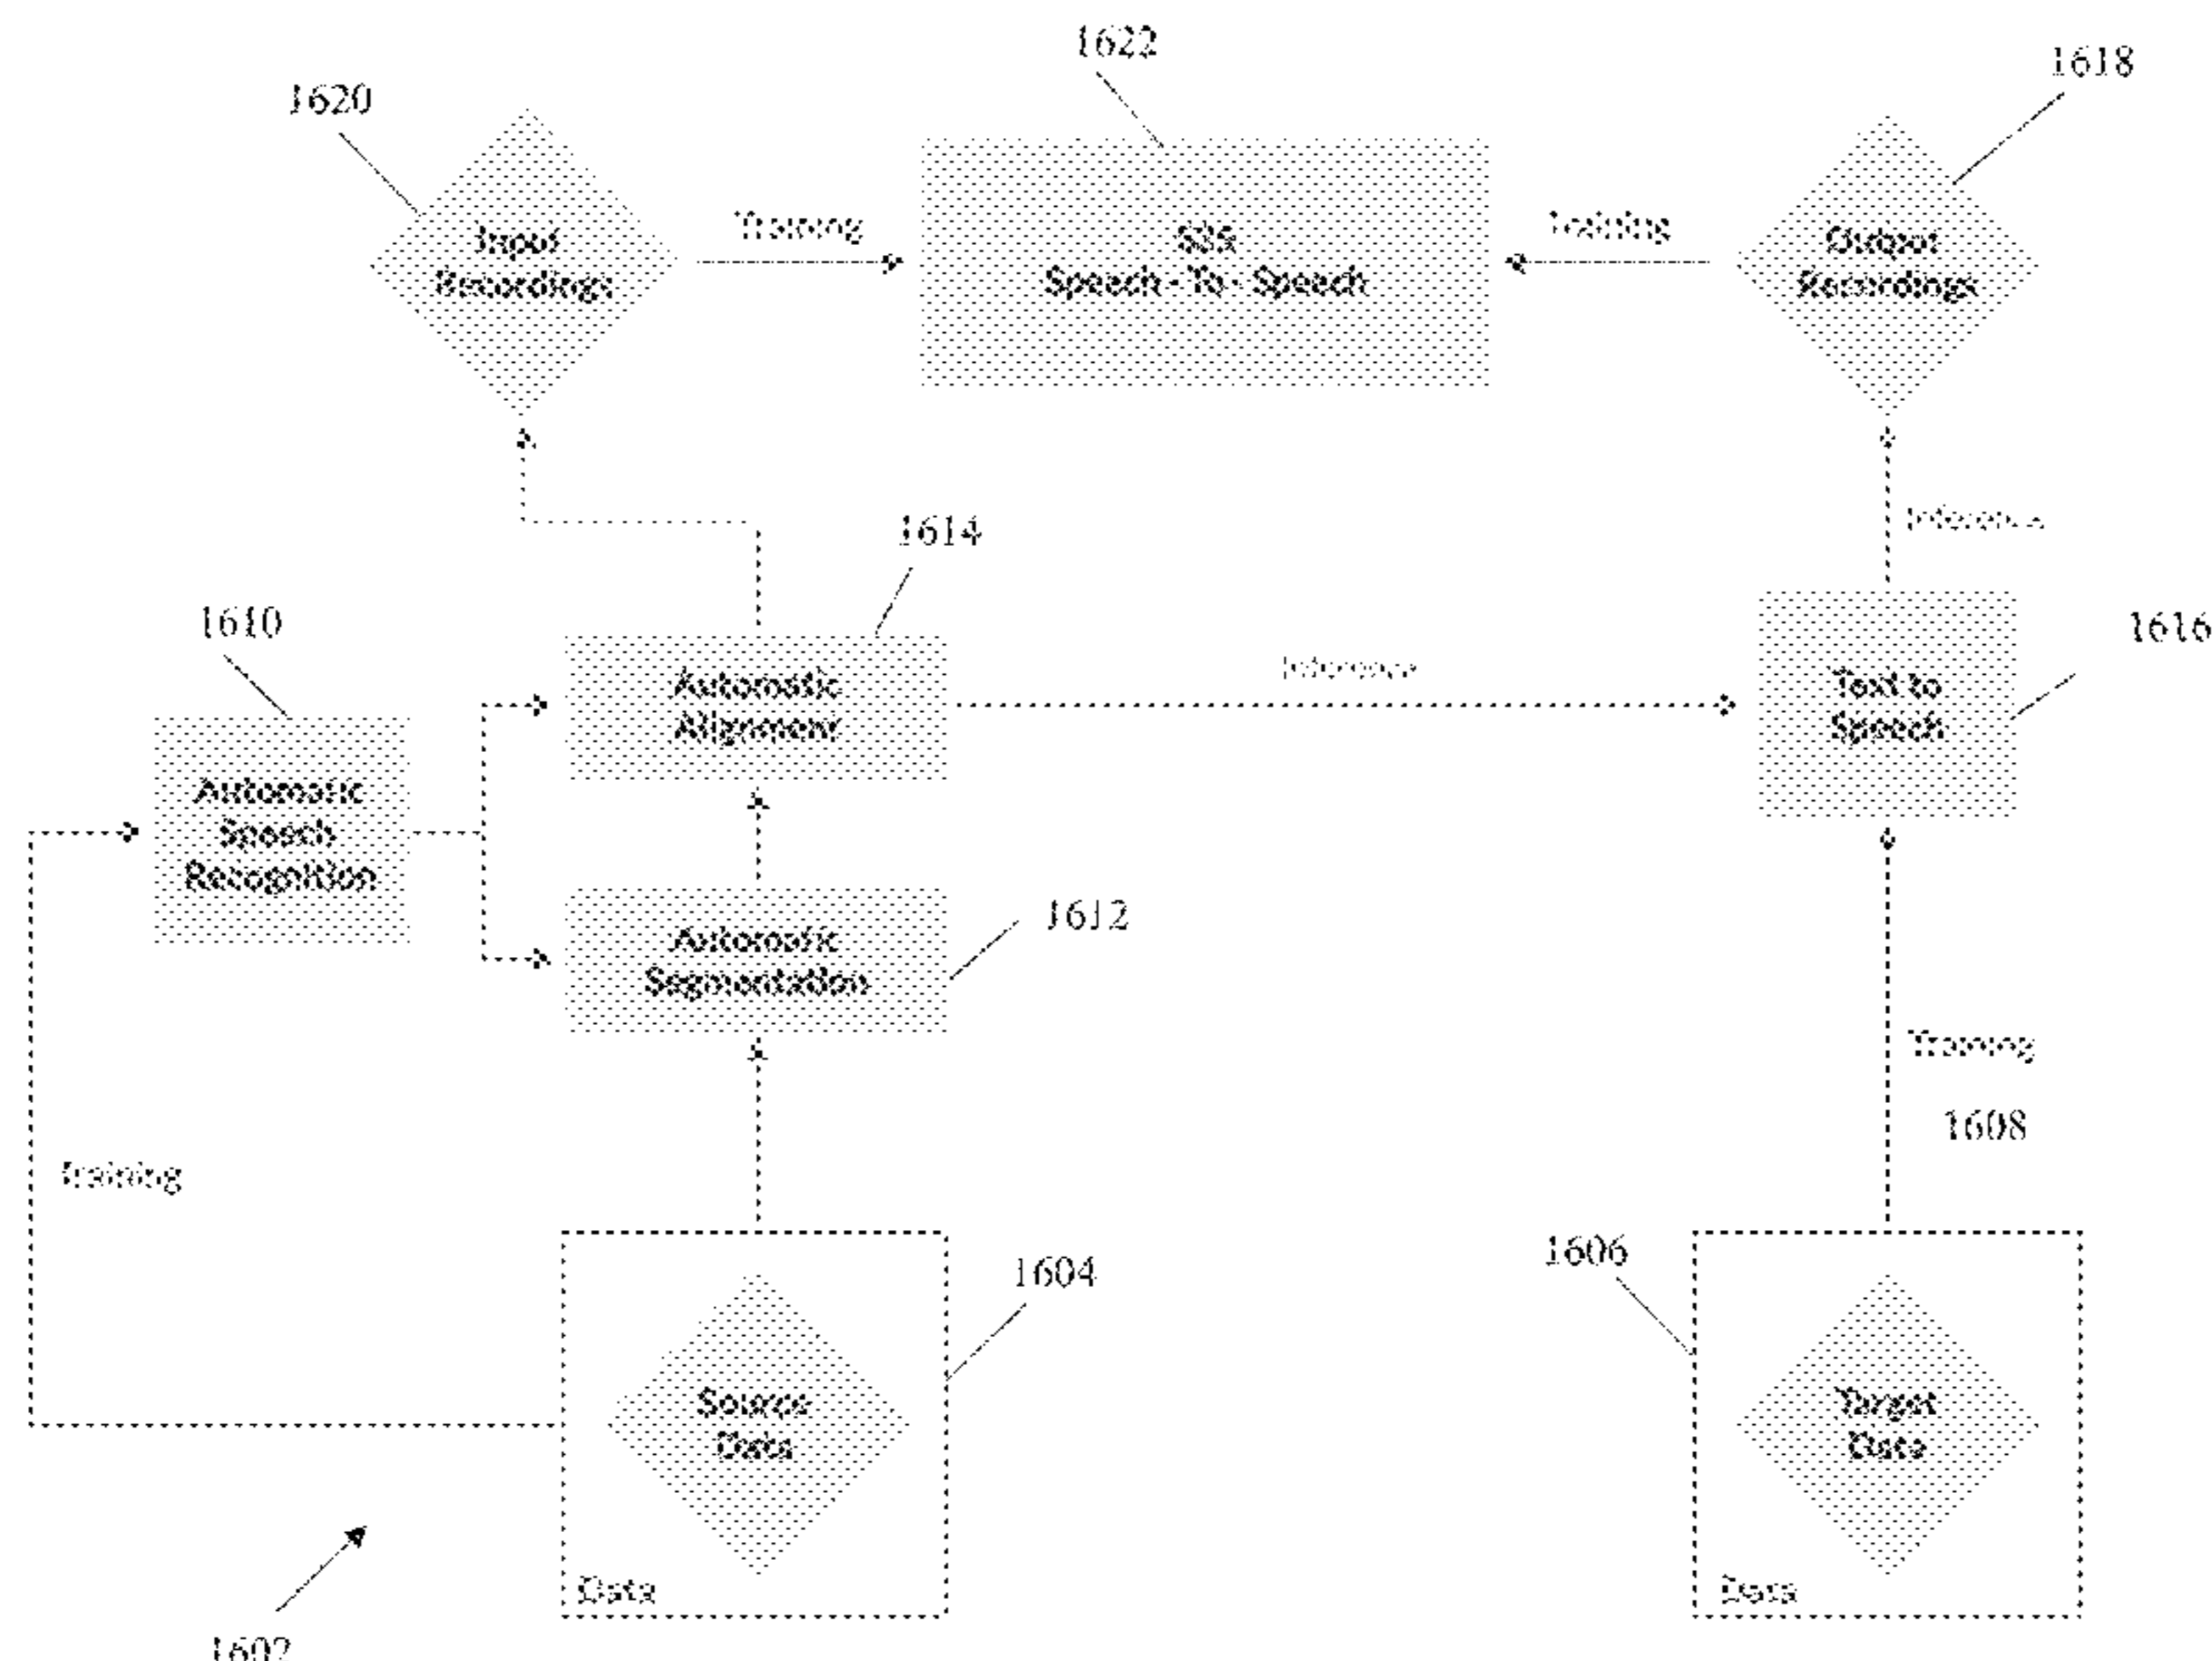 1622
1618
1620
Input
Recordings
Training
S2S
Speech - To - Speech
Training
Output
Recordings
1614
Inference
1610
1616
Automatic
Alignment
Inference
Text to
Speech
Automatic
Speech
Recognition
1612
Automatic
Segmentation
Training
1608
Training
1606
1604
Source
Data
Target
Data
Data
Data
1602